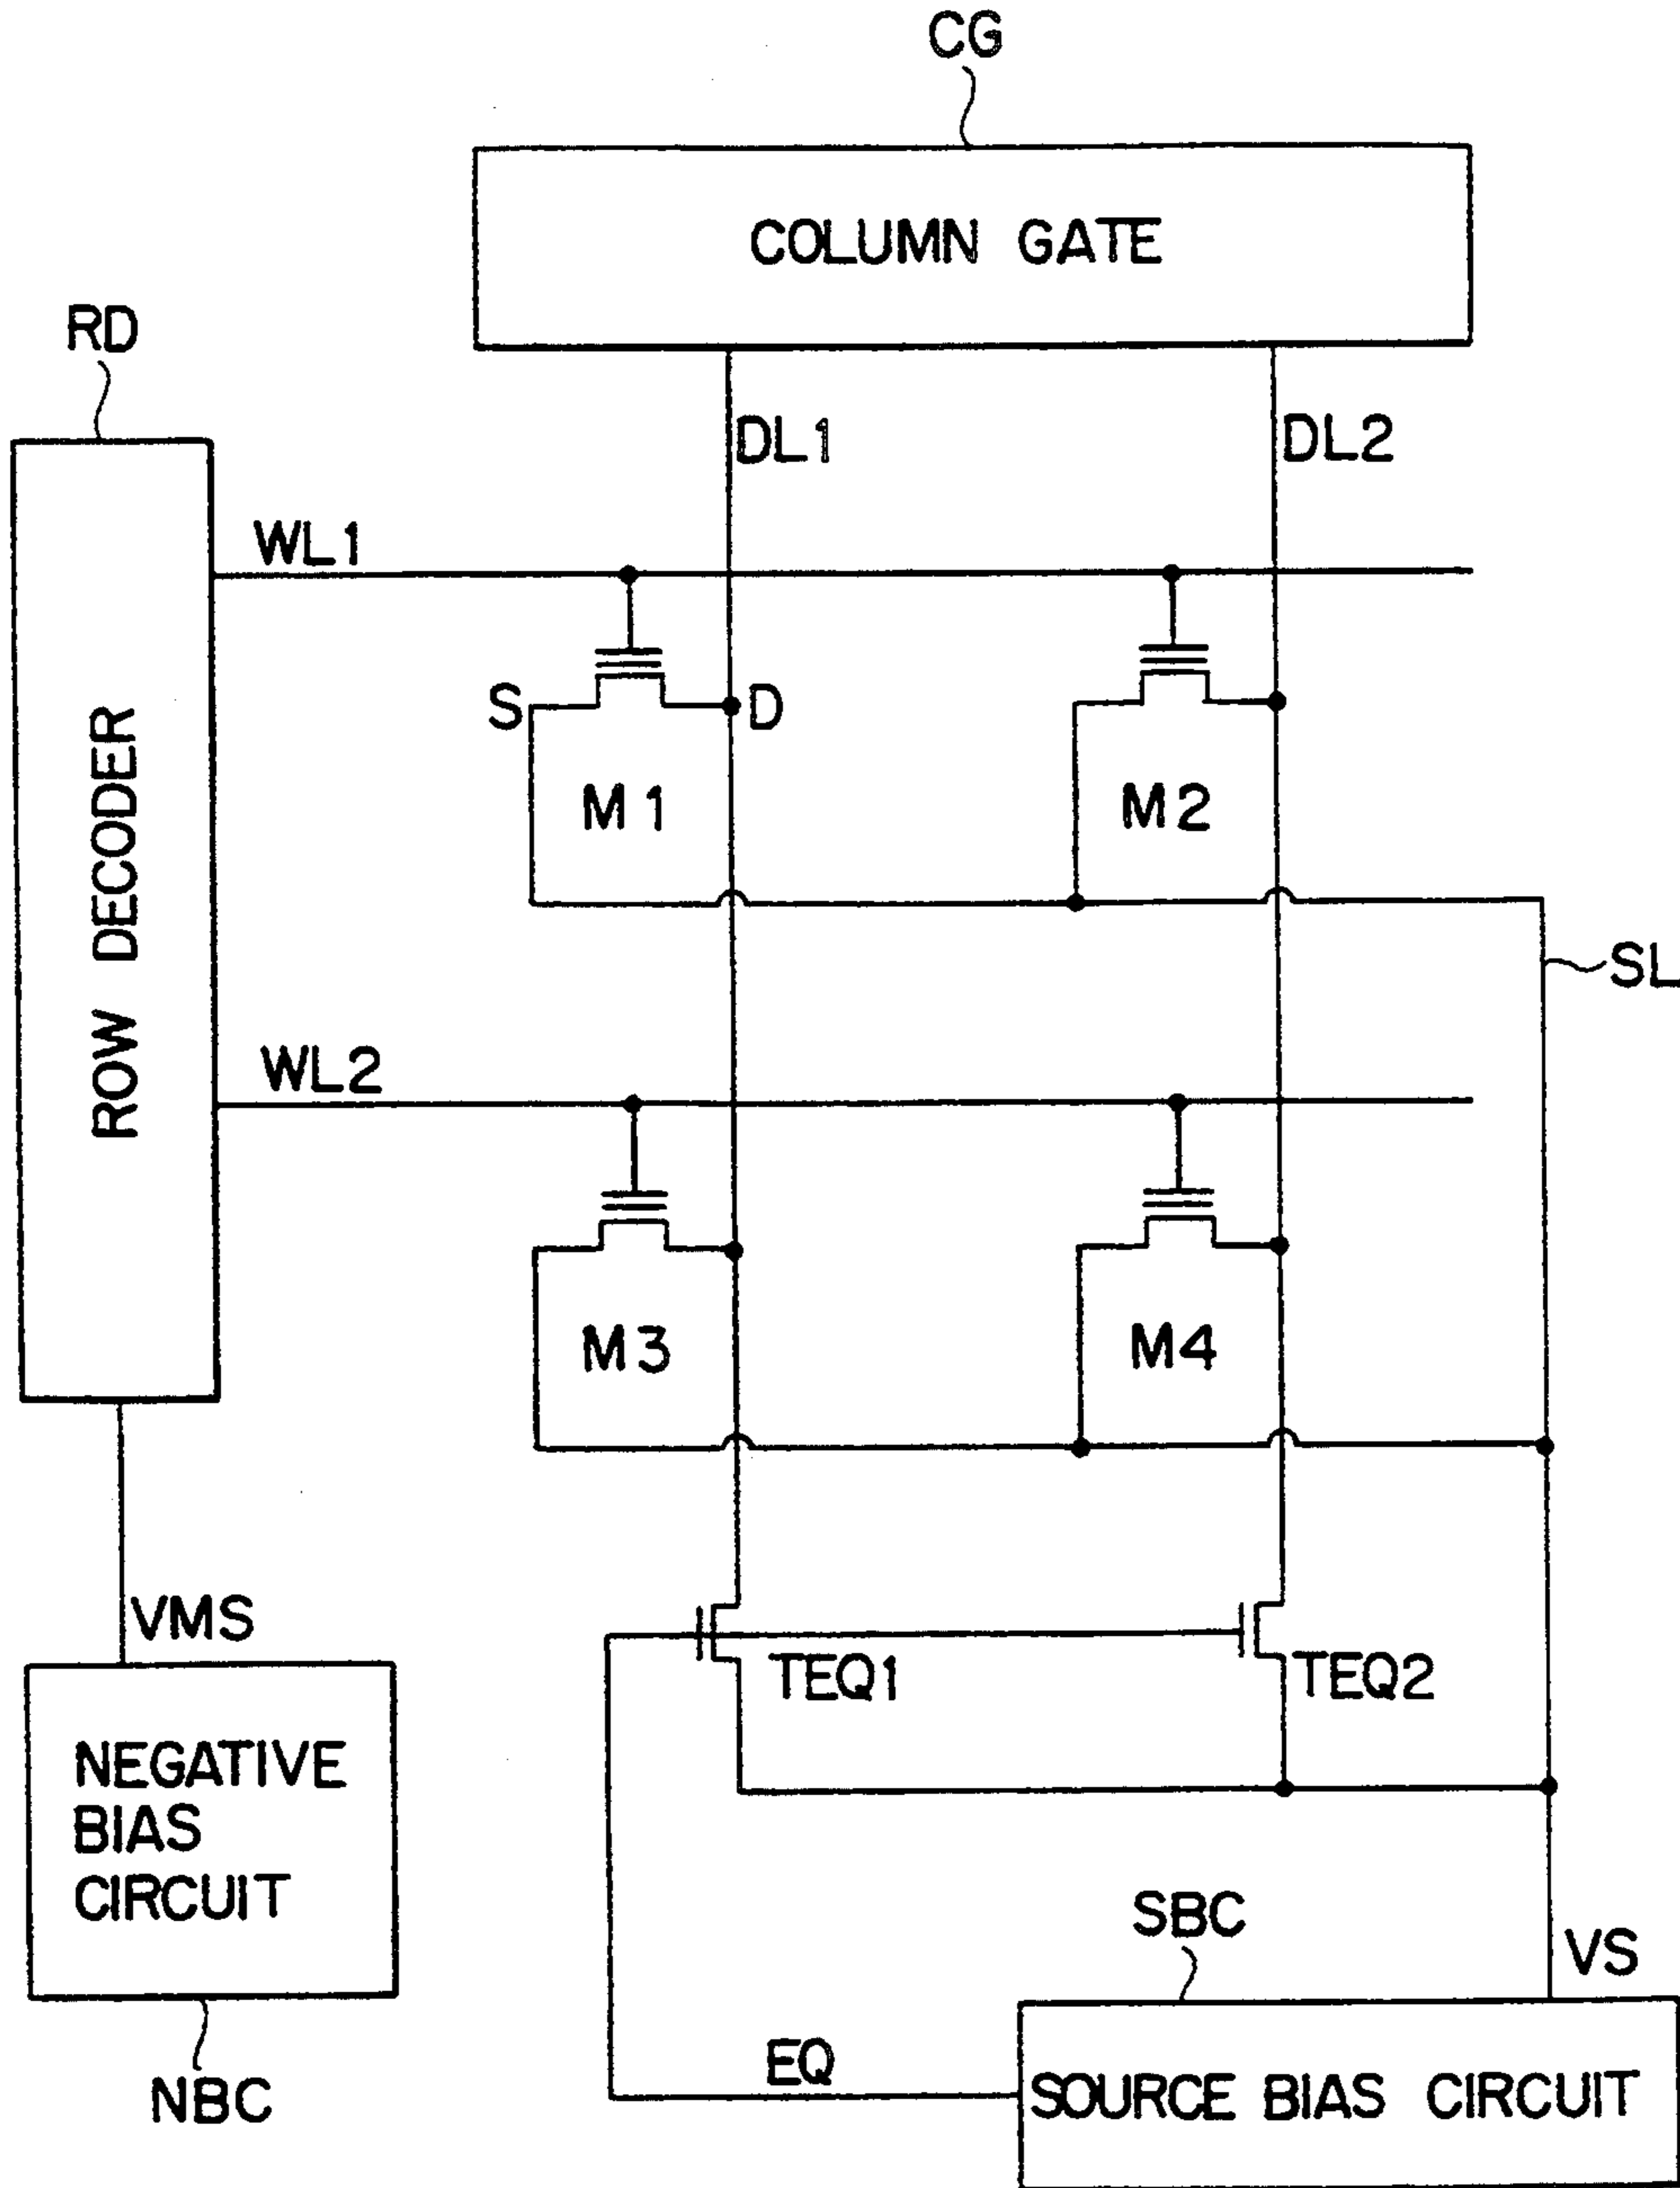 CG
COLUMN GATE
RD
DL1
DL2
WL1
S
D
M1
M2
ROW DECODER
SL
WL2
M3
M4
VMS
TEQ1
TEQ2
NEGATIVE
BIAS
CIRCUIT
SBC
VS
EQ
SOURCE BIAS CIRCUIT
NBC